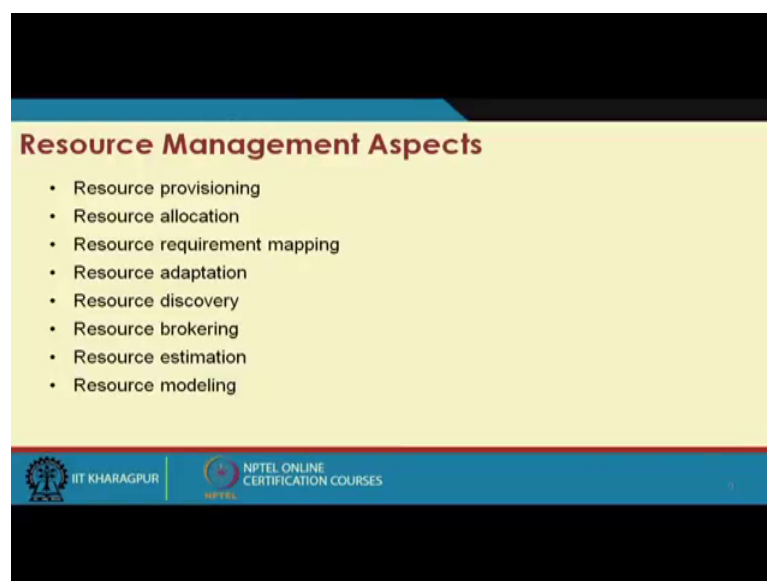 Resource Management Aspects
• Resource provisioning
• Resource allocation
• Resource requirement mapping
• Resource adaptation
• Resource discovery
• Resource brokering
• Resource estimation
• Resource modeling
IIT KHARAGPUR
NPTEL
NPTEL ONLINE
CERTIFICATION COURSES